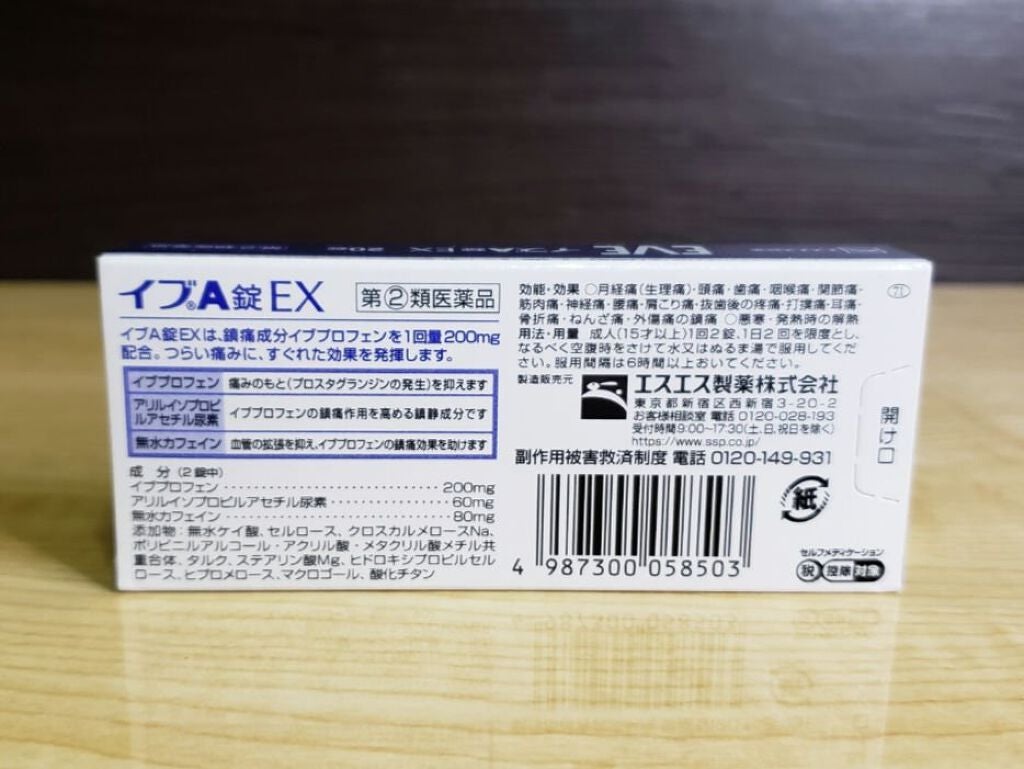 EVE イブA錠EX 20錠
イブ®A錠EX
第②類医薬品
イブA錠EXは、鎮痛成分イブプロフェンを1回量200mg
配合。つらい痛みに、すぐれた効果を発揮します。
イブプロフェン 痛みのもと(プロスタグランジンの発生)を抑えます
アリルイソプロピ
ルアセチル尿素 イブプロフェンの鎮痛作用を高める鎮静成分です
無水カフェイン 血管の拡張を抑え、イブプロフェンの鎮痛効果を助けます
成 分(2錠中)
イブプロフェン………………………200mg
アリルイソプロピルアセチル尿素……………60mg
無水カフェイン………………………80mg
添加物:無水ケイ酸、セルロース、クロスカルメロースNa、
ポリビニルアルコール・アクリル酸・メタクリル酸メチル共
重合体、タルク、ステアリン酸Mg、ヒドロキシプロピルセル
ロース、ヒプロメロース、マクロゴール、酸化チタン
効能・効果 ○月経痛(生理痛)・頭痛・歯痛・咽喉痛・関節痛・
筋肉痛・神経痛・腰痛・肩こり痛・抜歯後の疼痛・打撲痛・耳痛・
骨折痛・ねんざ痛・外傷痛の鎮痛 ○悪寒・発熱時の解熱
用法・用量 成人(15才以上)1回2錠、1日2回を限度とし、
なるべく空腹時をさけて水又はぬるま湯で服用してくだ
さい。服用間隔は6時間以上おいてください。
製造販売元
エスエス製薬株式会社
東京都新宿区西新宿3-20-2
お客様相談室 電話 0120-028-193
受付時間9:00~17:30(土、日、祝日を除く)
https://www.ssp.co.jp/
副作用被害救済制度 電話 0120-149-931
4 987300 058503
紙
セルフメディケーション
税 控除 対象
開け口